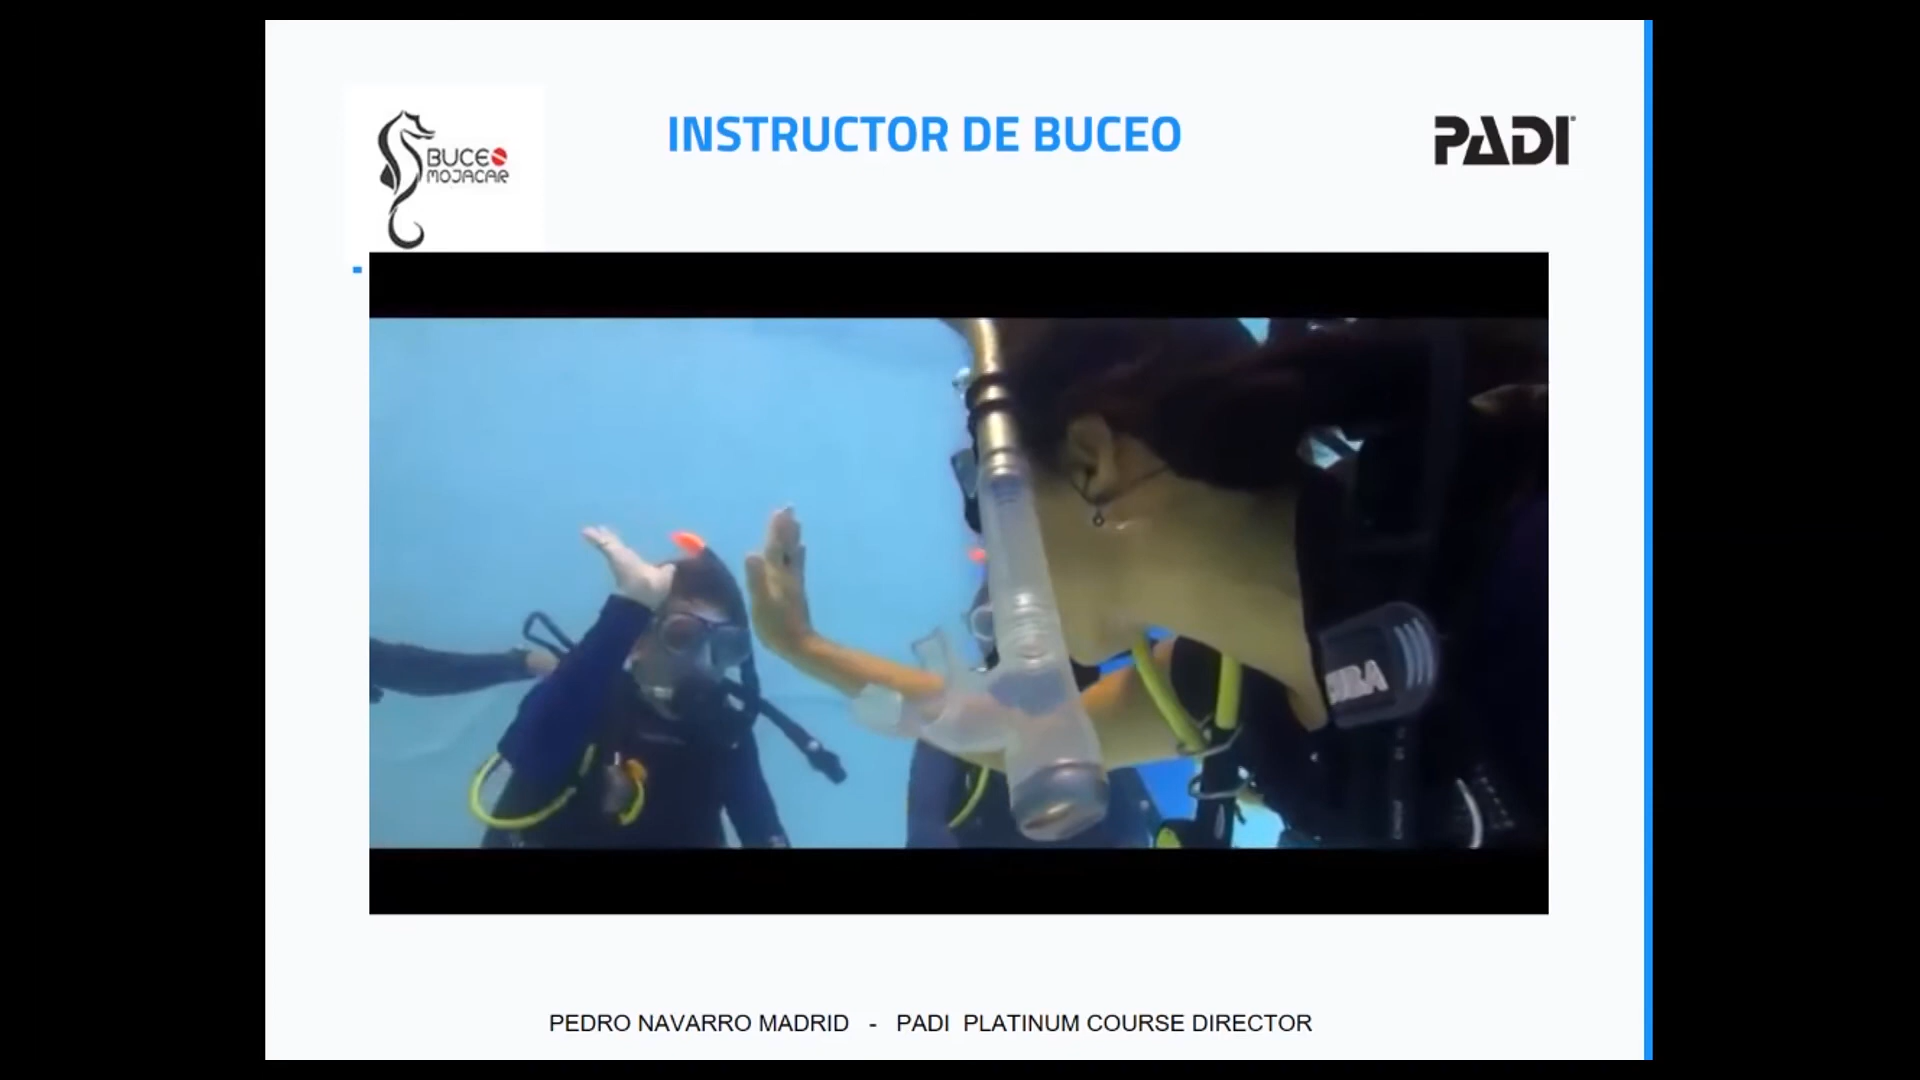 INSTRUCTOR DE BUCEO
BUCEO
MOJACAR
PADI
PEDRO NAVARRO MADRID - PADI PLATINUM COURSE DIRECTOR